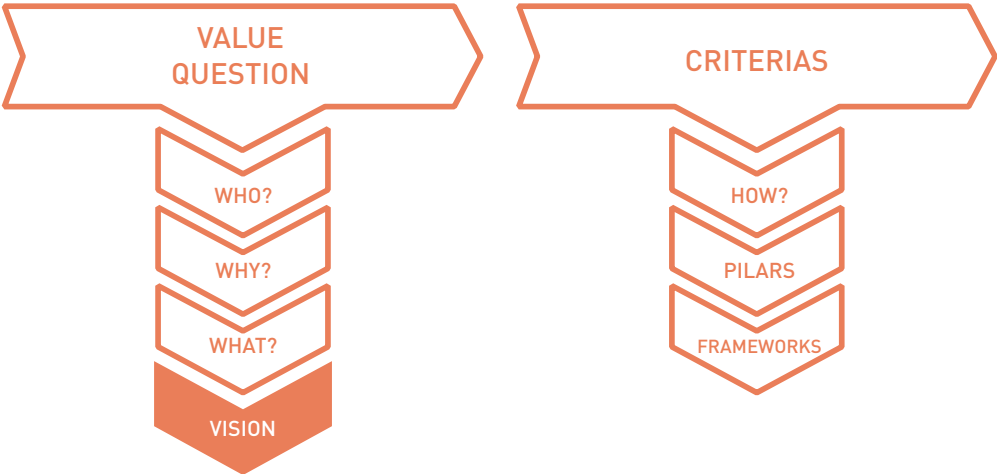 VALUE
QUESTION
WHO?
WHY?
WHAT?
VISION
CRITERIAS
HOW?
PILARS
FRAMEWORKS